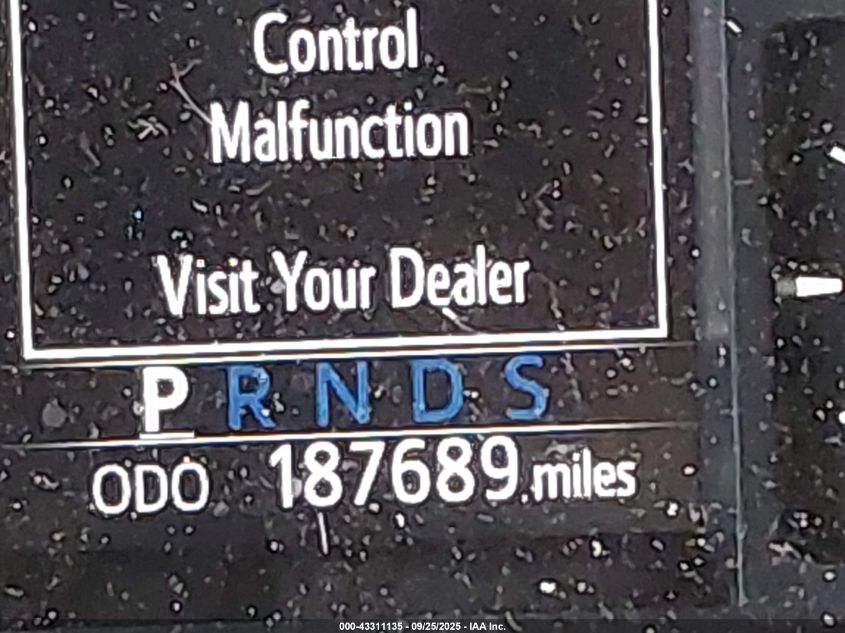 Control
Malfunction
Visit Your Dealer
P R N D S
ODO 187689 miles
000-43311135 - 09/25/2025 - IAA Inc.